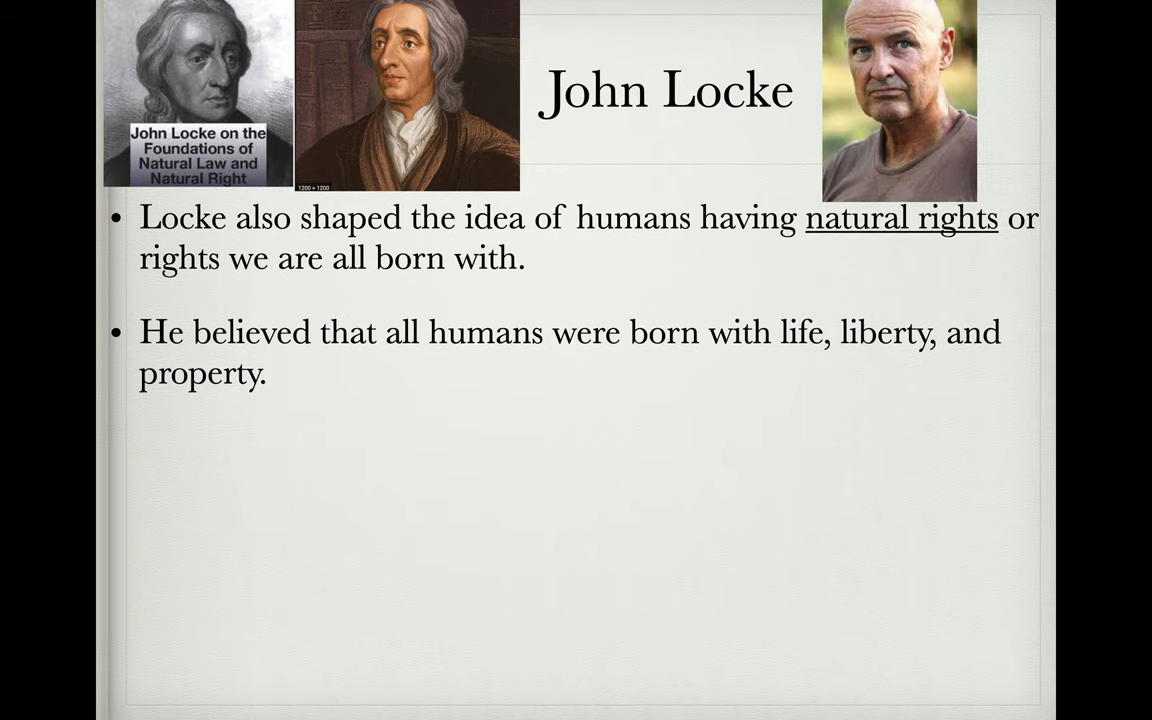 John Locke on the
Foundations of
Natural Law and
Natural Right
1200 × 1200
John Locke
• Locke also shaped the idea of humans having natural rights or
rights we are all born with.
• He believed that all humans were born with life, liberty, and
property.